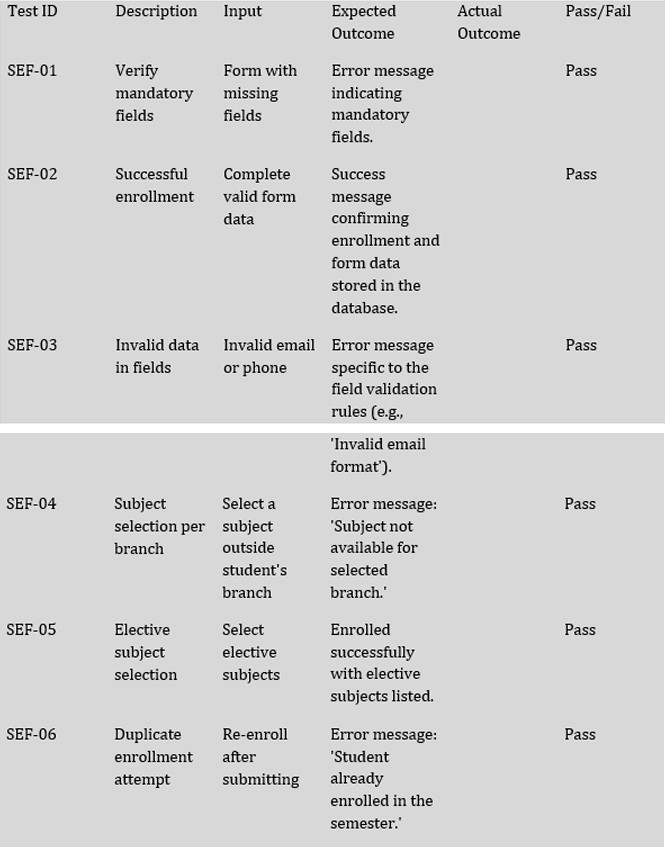 Test ID Description Input Expected Outcome Actual Outcome Pass/Fail
SEF-01 Verify mandatory fields Form with missing fields Error message indicating mandatory fields. Pass
SEF-02 Successful enrollment Complete valid form data Success message confirming enrollment and form data stored in the database. Pass
SEF-03 Invalid data in fields Invalid email or phone Error message specific to the field validation rules (e.g., Pass
'Invalid email format').
SEF-04 Subject selection per branch Select a subject outside student's branch Error message: 'Subject not available for selected branch.' Pass
SEF-05 Elective subject selection Select elective subjects Enrolled successfully with elective subjects listed. Pass
SEF-06 Duplicate enrollment attempt Re-enroll after submitting Error message: 'Student already enrolled in the semester.' Pass